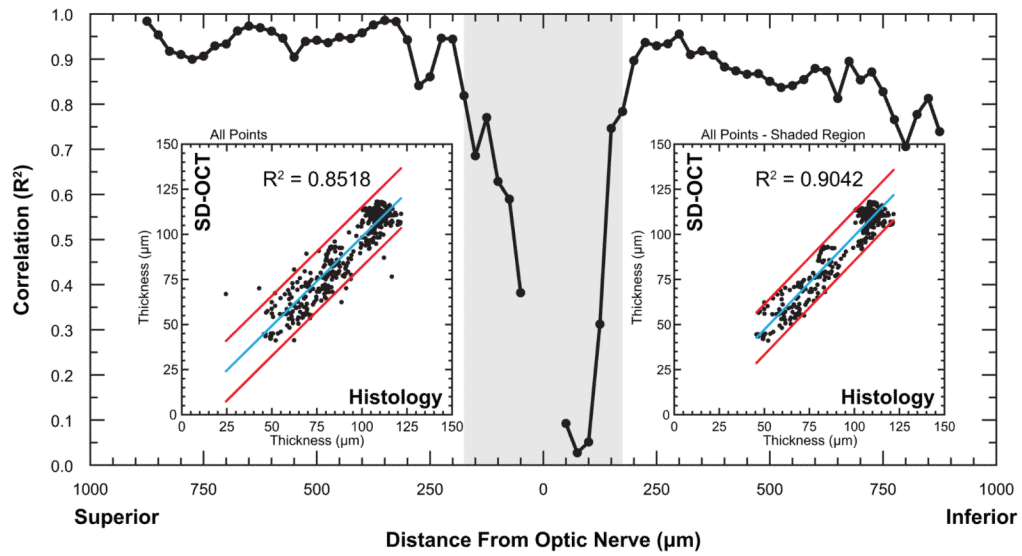 Correlation (R²)
1.0
0.9
0.8
0.7
0.6
0.5
0.4
0.3
0.2
0.1
0.0
All Points
SD-OCT
R² = 0.8518
Thickness (µm)
150
125
100
75
50
25
0
Histology
0 25 50 75 100 125 150
Thickness (µm)
All Points - Shaded Region
SD-OCT
R² = 0.9042
Thickness (µm)
150
125
100
75
50
25
0
Histology
0 25 50 75 100 125 150
Thickness (µm)
1000 750 500 250 0 250 500 750 1000
Superior Inferior
Distance From Optic Nerve (µm)